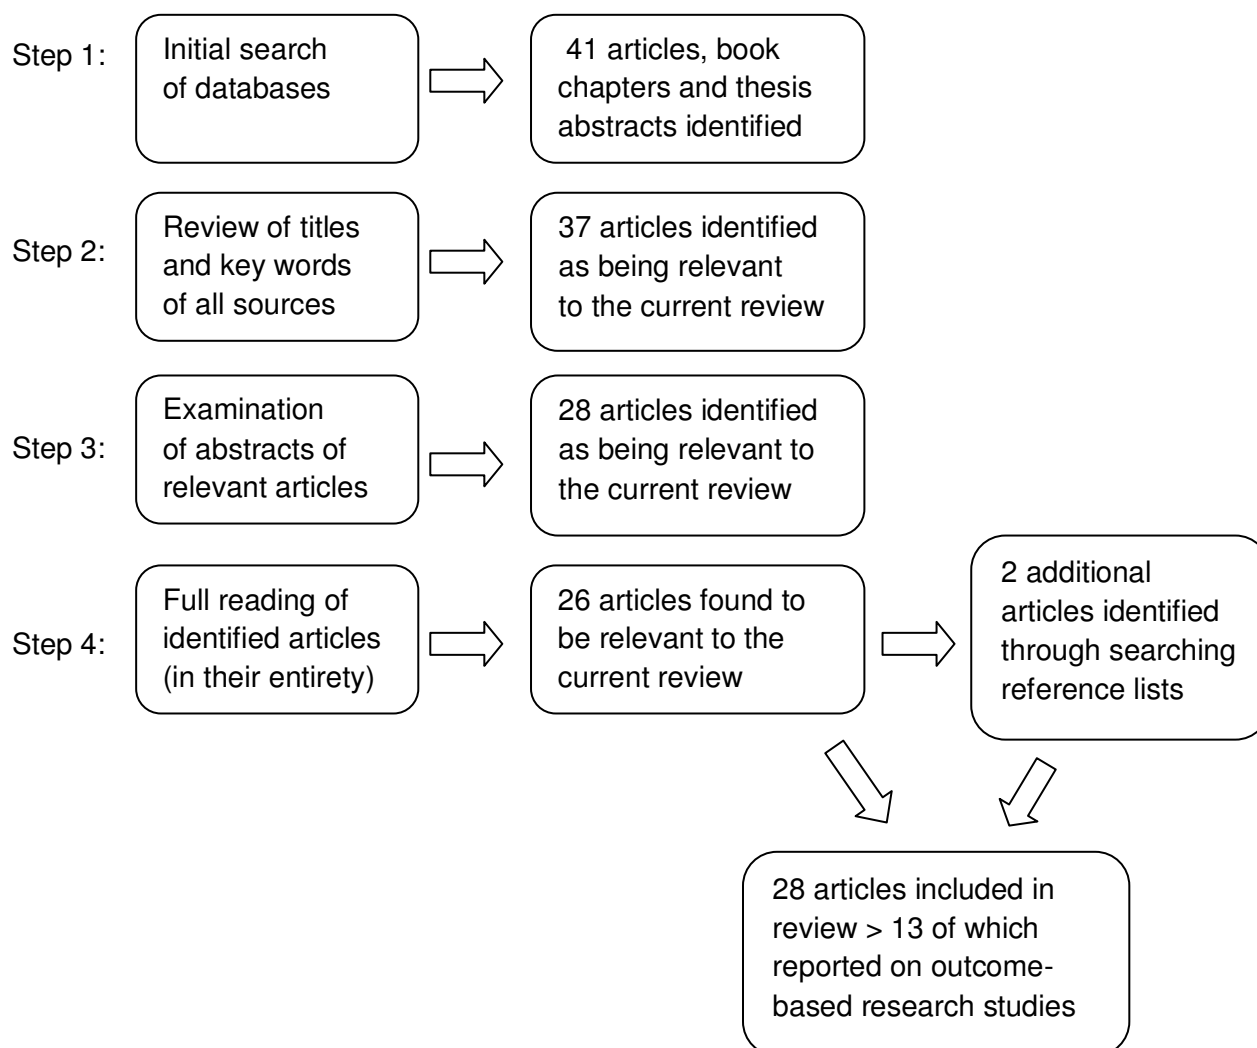 Step 1:
Initial search
of databases
41 articles, book
chapters and thesis
abstracts identified
Step 2:
Review of titles
and key words
of all sources
37 articles identified
as being relevant
to the current review
Step 3:
Examination
of abstracts of
relevant articles
28 articles identified
as being relevant to
the current review
Step 4:
Full reading of
identified articles
(in their entirety)
26 articles found to
be relevant to the
current review
2 additional
articles identified
through searching
reference lists
28 articles included in
review > 13 of which
reported on outcome-
based research studies